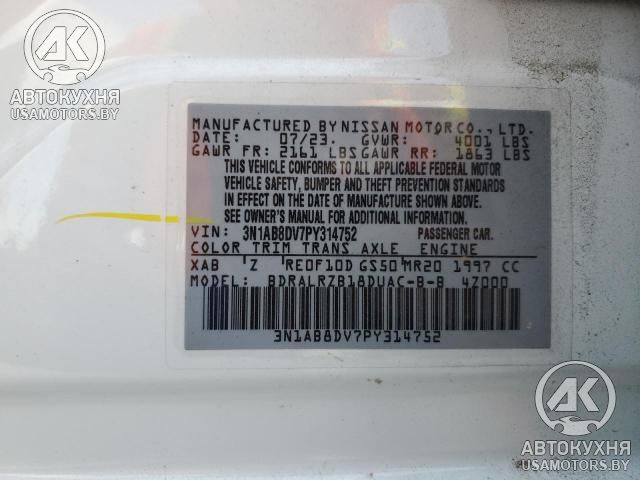 AK
АВТОКУХНЯ
USAMOTORS.BY
MANUFACTURED BY NISSAN MOTOR CO., LTD.
DATE: 07/23. GVWR: 4001 LBS
GAWR FR: 2161 LBS GAWR RR: 1863 LBS
THIS VEHICLE CONFORMS TO ALL APPLICABLE FEDERAL MOTOR
VEHICLE SAFETY, BUMPER AND THEFT PREVENTION STANDARDS
IN EFFECT ON THE DATE OF MANUFACTURE SHOWN ABOVE.
SEE OWNER'S MANUAL FOR ADDITIONAL INFORMATION.
VIN: 3N1AB8DV7PY314752 PASSENGER CAR.
COLOR TRIM TRANS AXLE ENGINE
XAB Z RE0F10D GS50 MR20 1997 CC
MODEL: BDRALRZB18DUAC-B-B 4Z000
3N1AB8DV7PY314752
AK
АВТОКУХНЯ
USAMOTORS.BY